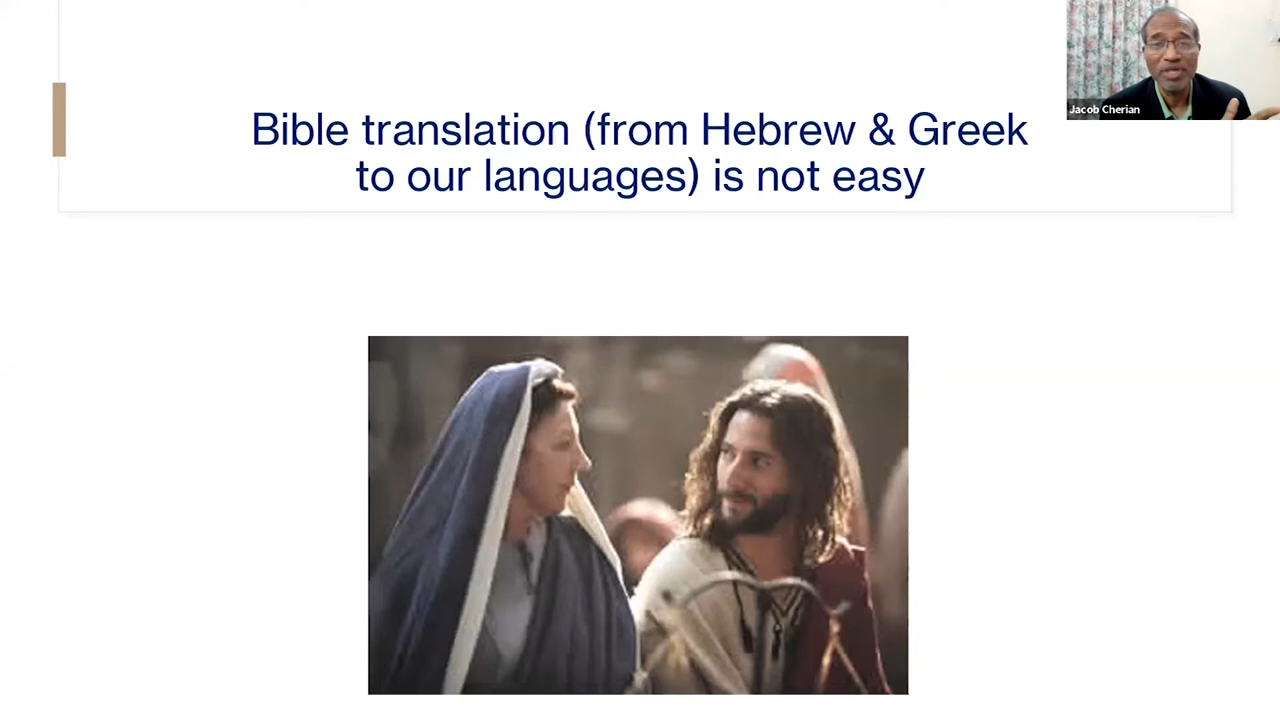 Bible translation (from Hebrew & Greek
to our languages) is not easy
Jacob Cherian